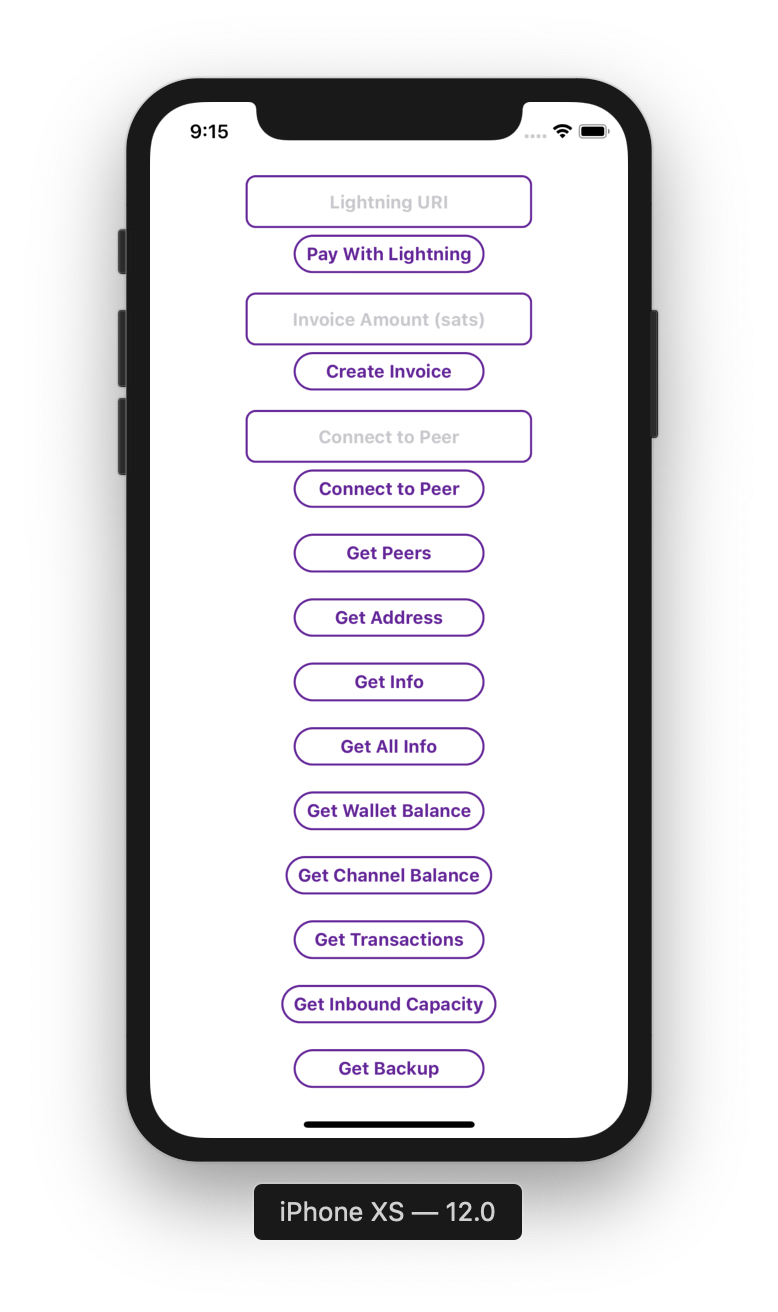 9:15
Lightning URI
Pay With Lightning
Invoice Amount (sats)
Create Invoice
Connect to Peer
Connect to Peer
Get Peers
Get Address
Get Info
Get All Info
Get Wallet Balance
Get Channel Balance
Get Transactions
Get Inbound Capacity
Get Backup
iPhone XS — 12.0